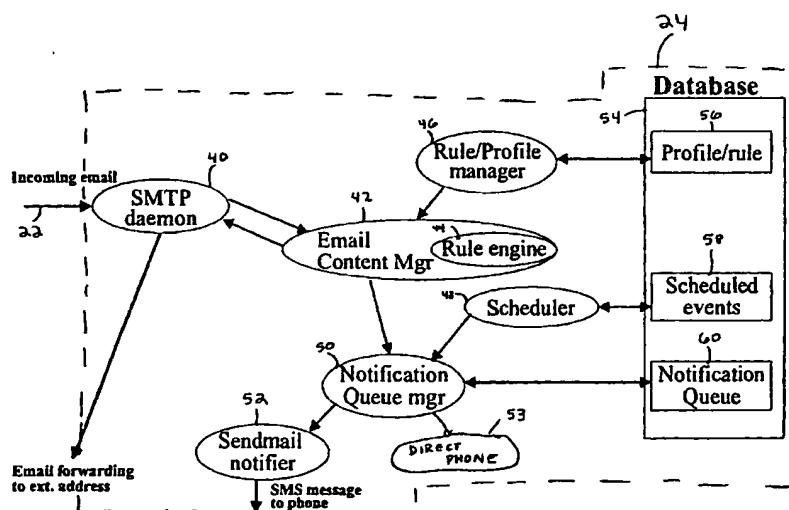 24
Database
54
56
Profile/rule
46
Rule/Profile
manager
40
Incoming email
SMTP
daemon
22
42
Email
Content Mgr
Rule engine
58
Scheduled
events
48
Scheduler
60
Notification
Queue
50
Notification
Queue mgr
52
Sendmail
notifier
53
DIRECT
PHONE
Email forwarding
to ext. address
SMS message
to phone